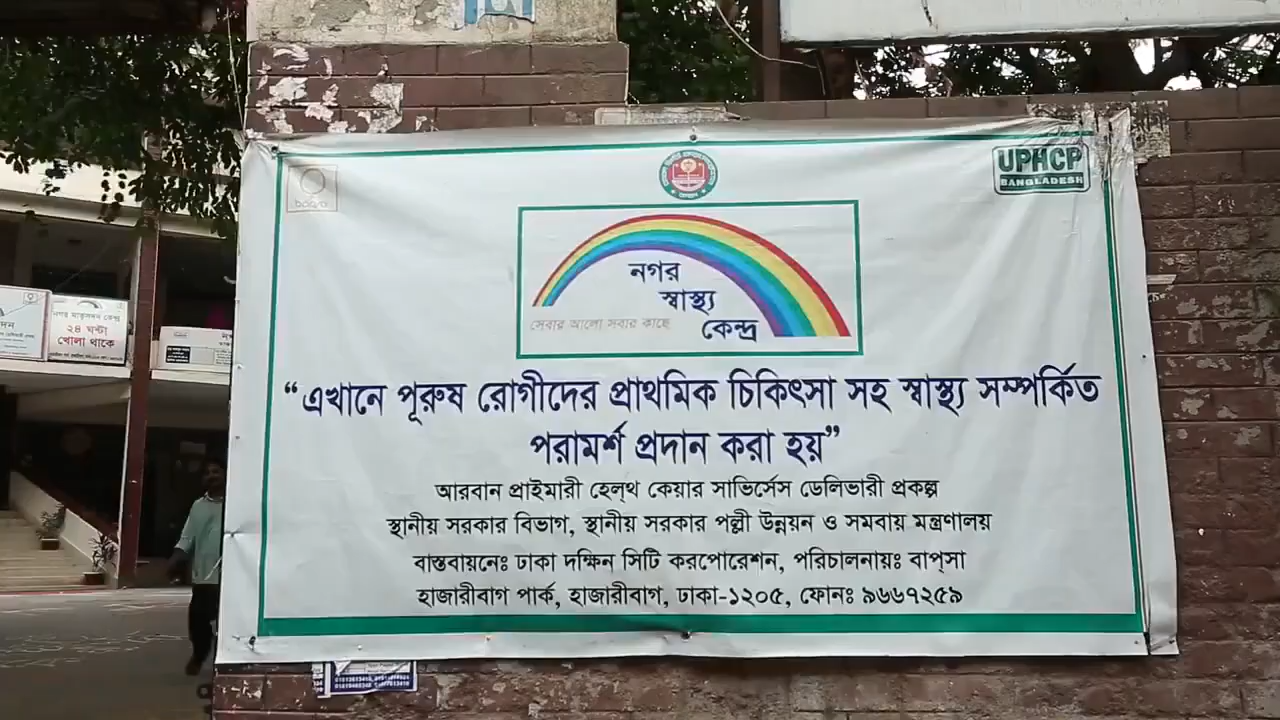 UPHCP
BANGLADESH
নগর
স্বাস্থ্য
কেন্দ্র
সেবার আলো সবার কাছে
“এখানে পূরুষ রোগীদের প্রাথমিক চিকিৎসা সহ স্বাস্থ্য সম্পর্কিত
পরামর্শ প্রদান করা হয়”
আরবান প্রাইমারী হেল্থ কেয়ার সার্ভিসেস ডেলিভারী প্রকল্প
স্থানীয় সরকার বিভাগ, স্থানীয় সরকার পল্লী উন্নয়ন ও সমবায় মন্ত্রণালয়
বাস্তবায়নেঃ ঢাকা দক্ষিন সিটি করপোরেশন, পরিচালনায়ঃ বাপ্সা
হাজারীবাগ পার্ক, হাজারীবাগ, ঢাকা-১২০৫, ফোনঃ ৯৬৬৭২৫৯
নগর মাতৃসদন কেন্দ্র
২৪ ঘন্টা
খোলা থাকে